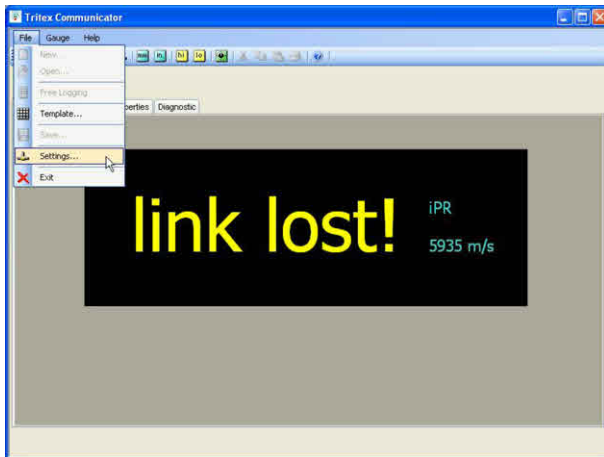 Tritex Communicator
File Gauge Help
New...
Open...
Free Logging
Template...
Save...
Settings...
Exit
perties Diagnostic
link lost!
iPR
5935 m/s